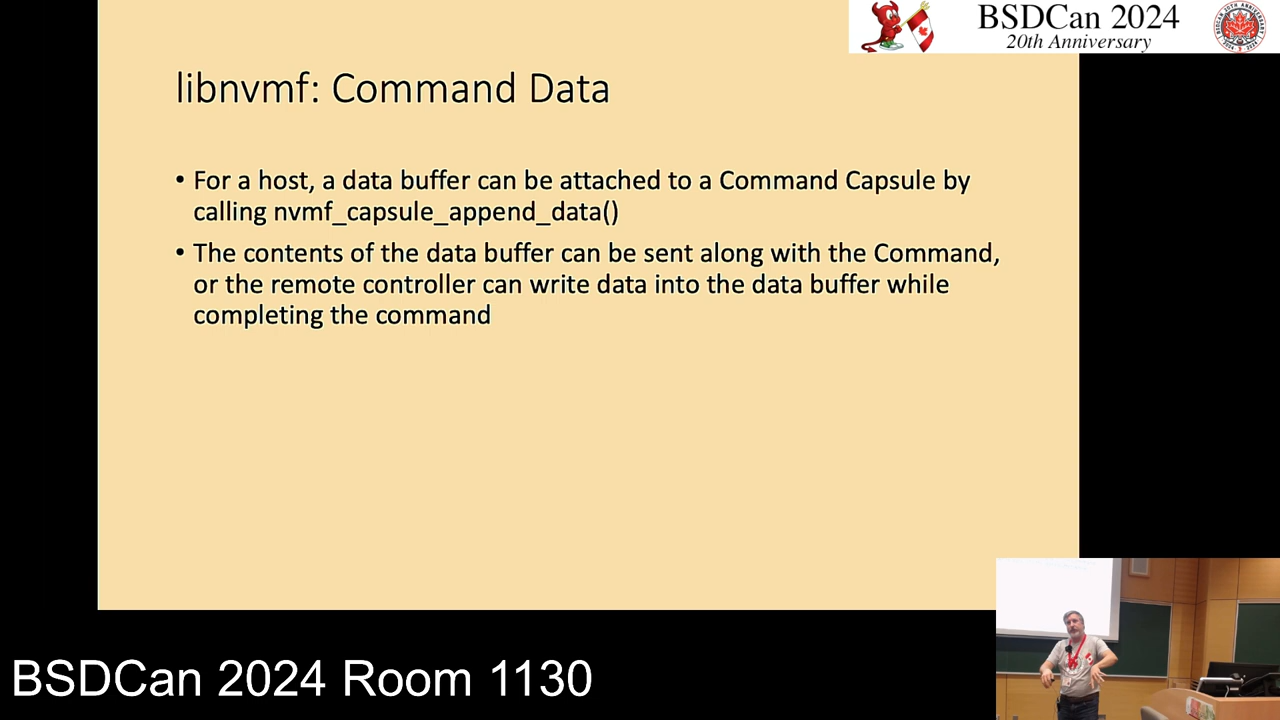 BSDCan 2024
20th Anniversary
libnvmf: Command Data
• For a host, a data buffer can be attached to a Command Capsule by
calling nvmf_capsule_append_data()
• The contents of the data buffer can be sent along with the Command,
or the remote controller can write data into the data buffer while
completing the command
BSDCan 2024 Room 1130